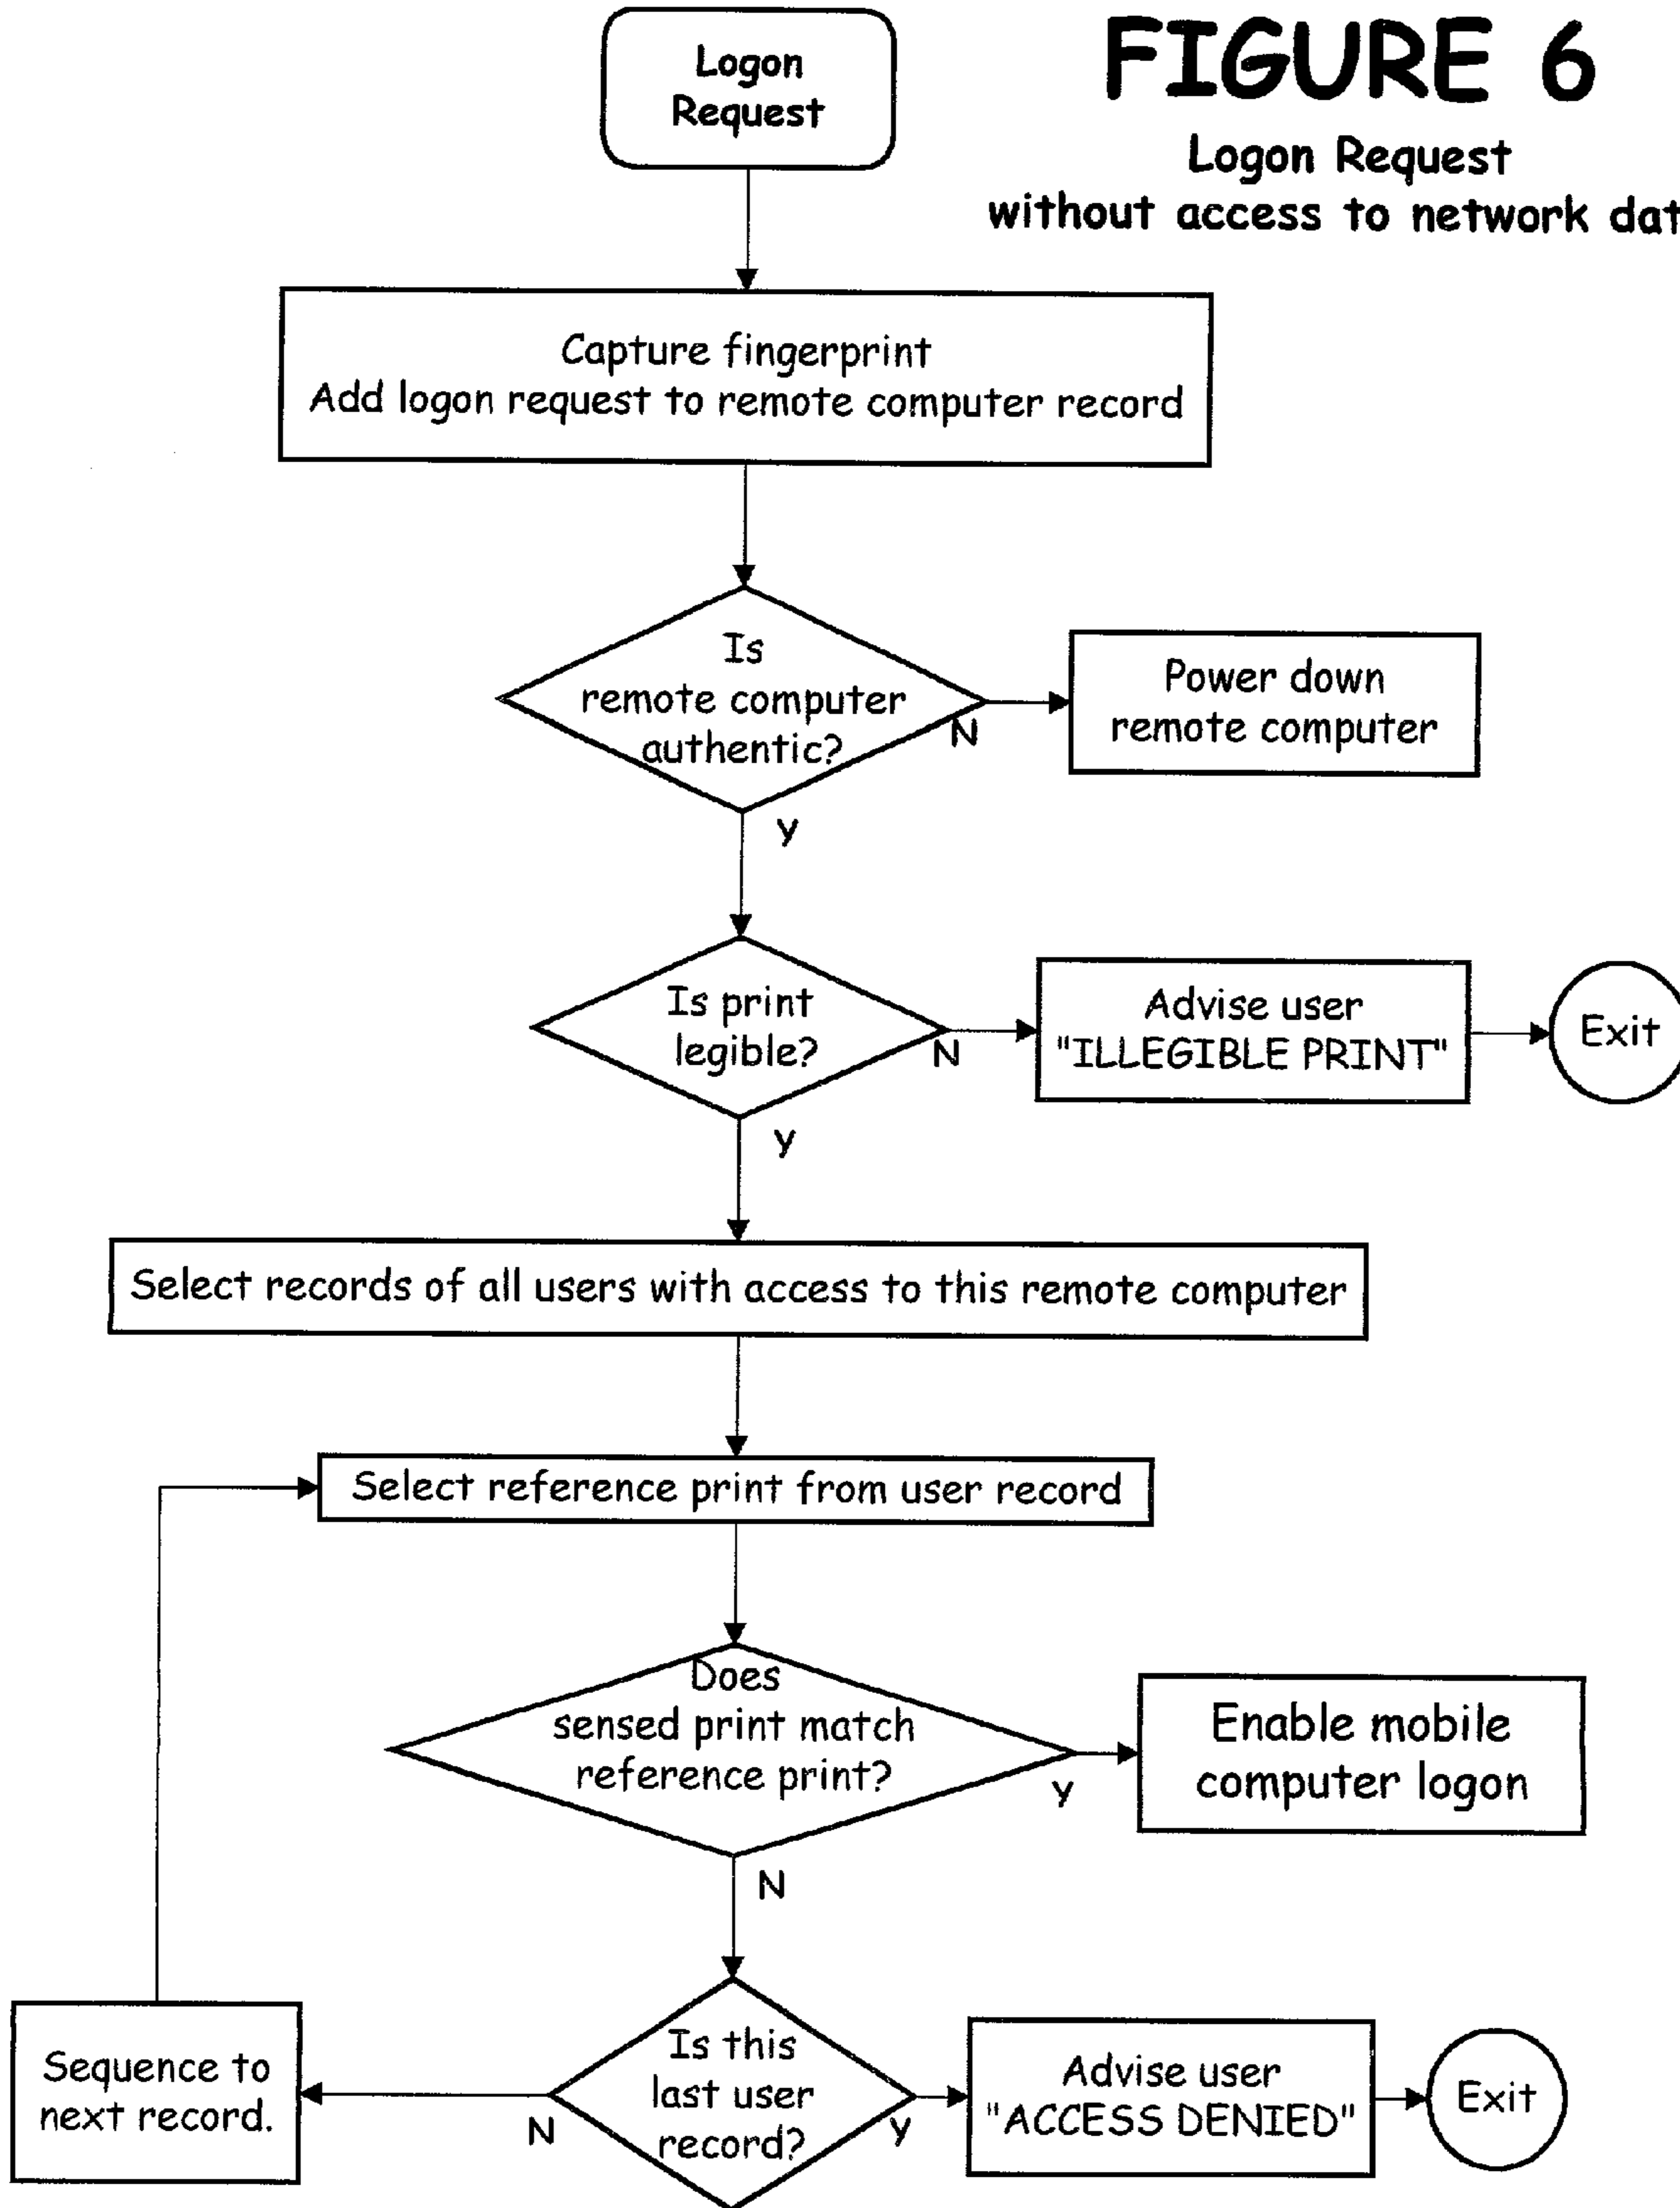 FIGURE 6
Logon Request
without access to network dat
Logon
Request
Capture fingerprint
Add logon request to remote computer record
Is
remote computer
authentic?
N
Power down
remote computer
y
Is print
legible?
N
Advise user
"ILLEGIBLE PRINT"
Exit
y
Select records of all users with access to this remote computer
Select reference print from user record
Does
sensed print match
reference print?
y
Enable mobile
computer logon
N
Is this
last user
record?
N
Sequence to
next record.
y
Advise user
"ACCESS DENIED"
Exit